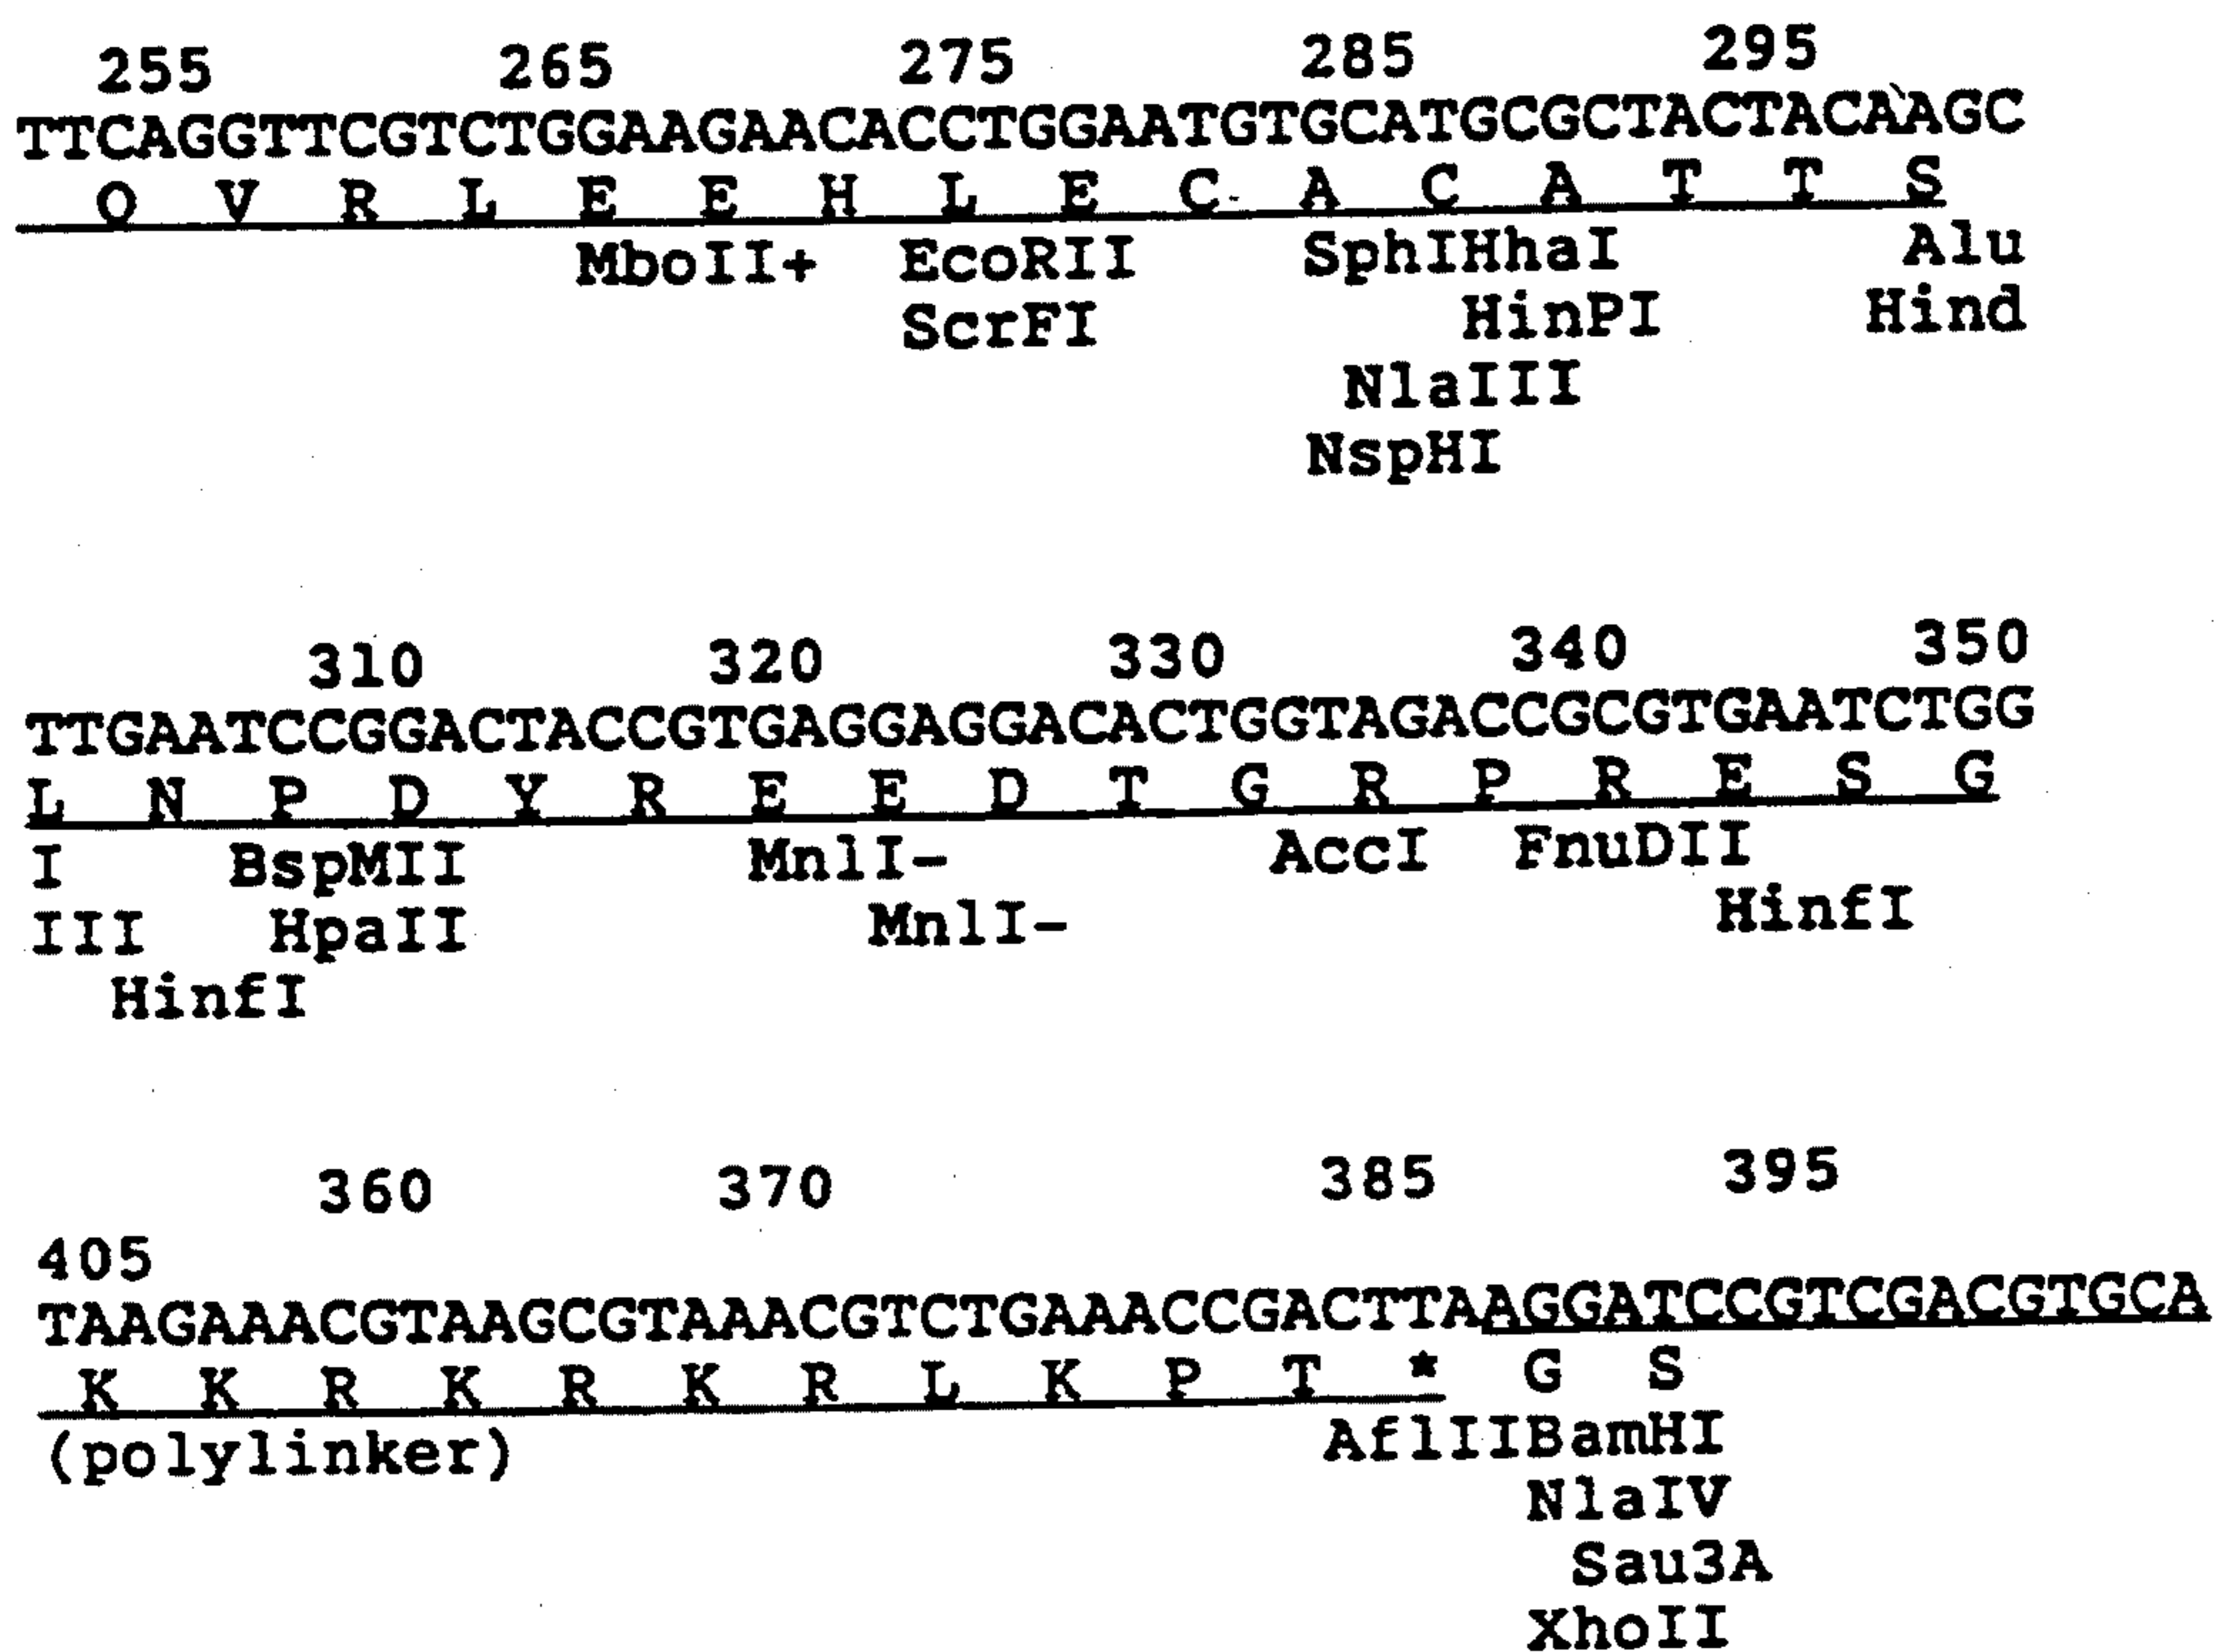 255 265 275 285 295
TTCAGGTTCGTCTGGAAGAACACCTGGAATGTGCATGCGCTACTACAAGC
Q V R L E E H L E C A C A T T S
MboII+ EcoRII SphIHhaI Alu
ScrFI HinPI Hind
NlaIII
NspHI
310 320 330 340 350
TTGAATCCGGACTACCGTGAGGAGGACACTGGTAGACCGCGTGAATCTGG
L N P D Y R E E D T G R P R E S G
I BspMII MnlI- AccI FnuDII
III HpaII MnlI- HinfI
HinfI
360 370 385 395
405
TAAGAAACGTAAGCGTAAACGTCTGAAACCGACTTAAGGATCCGTCGACGTGCA
K K R K R K R L K P T * G S
(polylinker) AflIIBamHI
NlaIV
Sau3A
XhoII